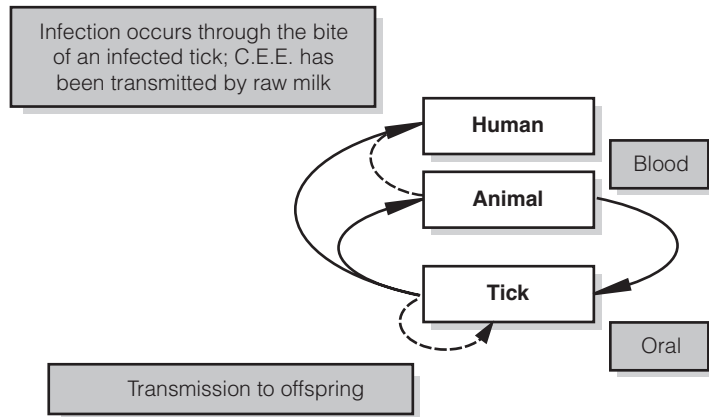 Infection occurs through the bite
of an infected tick; C.E.E. has
been transmitted by raw milk
Human
Blood
Animal
Tick
Oral
Transmission to offspring